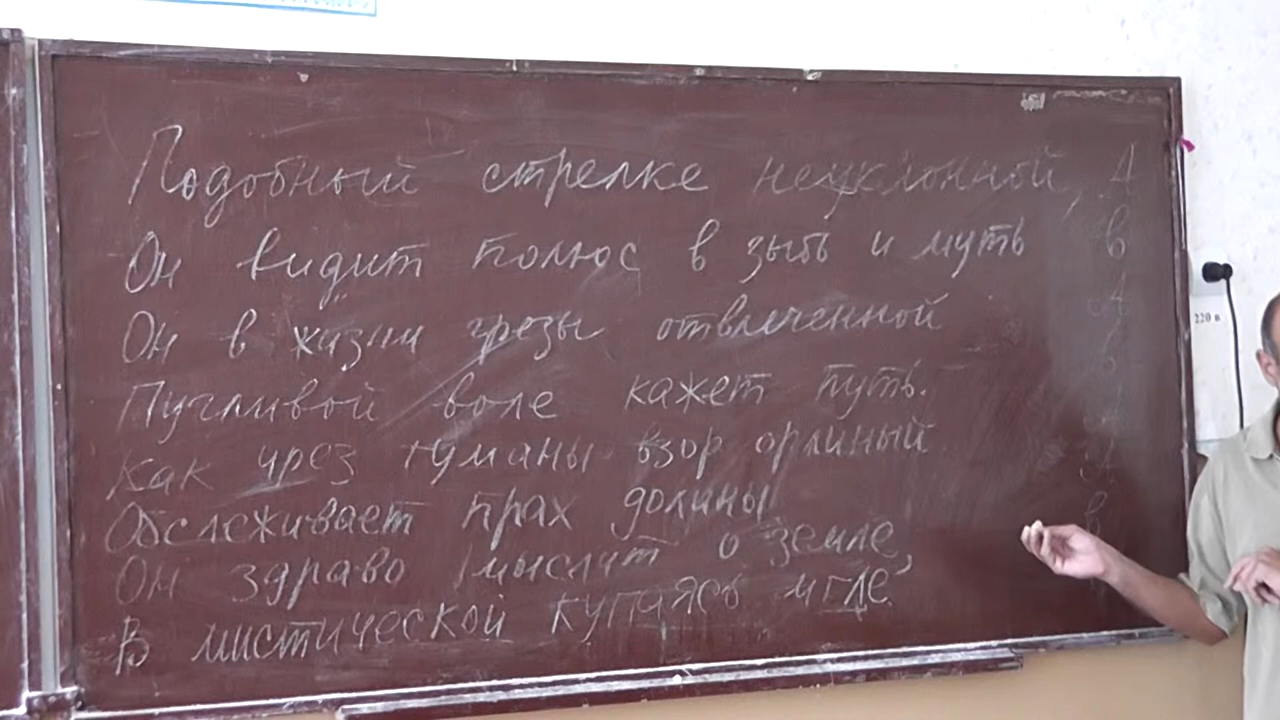 Подобный стрелке неуклонной, А
Он видит полюс в зыбь и муть В
Он в жизни грезы отвлеченной А
Пугливой воле кажет путь. В
Как чрез туманы взор орлиный
Обслеживает прах долины
Он здраво мыслит о земле,
В мистической купаясь мгле.
220 в